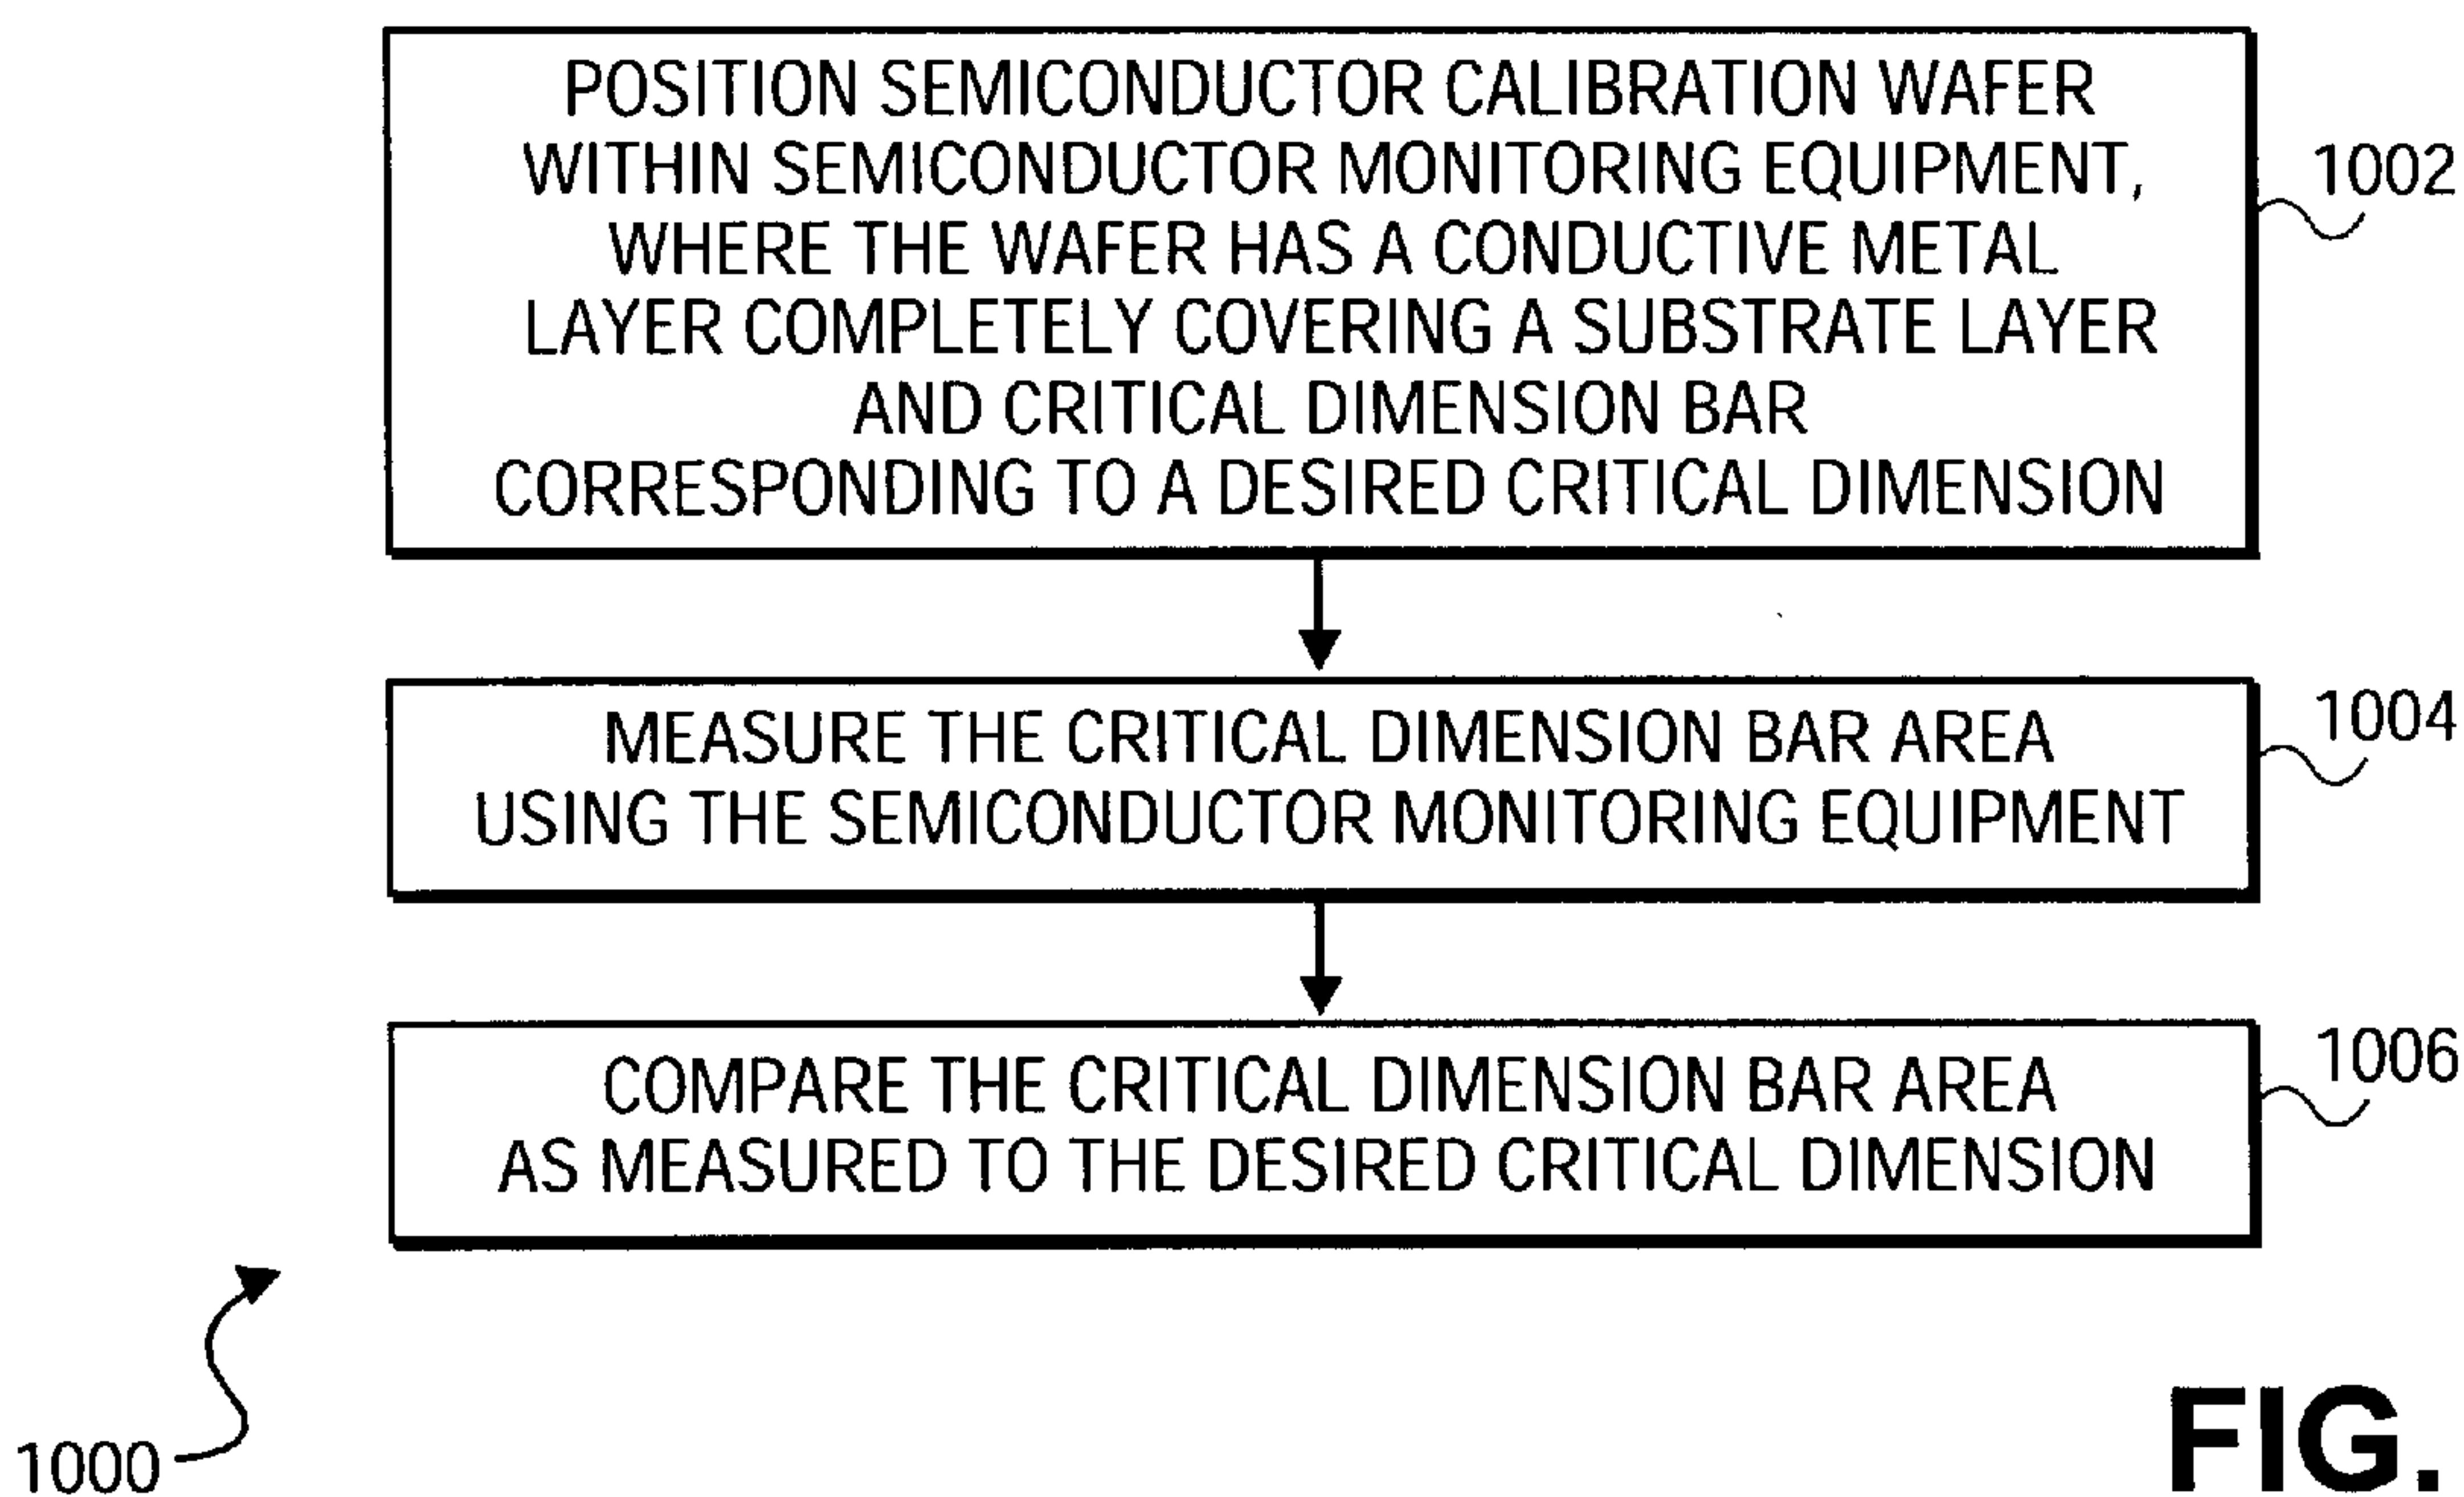 POSITION SEMICONDUCTOR CALIBRATION WAFER
WITHIN SEMICONDUCTOR MONITORING EQUIPMENT,
WHERE THE WAFER HAS A CONDUCTIVE METAL
LAYER COMPLETELY COVERING A SUBSTRATE LAYER
AND CRITICAL DIMENSION BAR
CORRESPONDING TO A DESIRED CRITICAL DIMENSION
1002
MEASURE THE CRITICAL DIMENSION BAR AREA
USING THE SEMICONDUCTOR MONITORING EQUIPMENT
1004
COMPARE THE CRITICAL DIMENSION BAR AREA
AS MEASURED TO THE DESIRED CRITICAL DIMENSION
1006
1000
FIG.